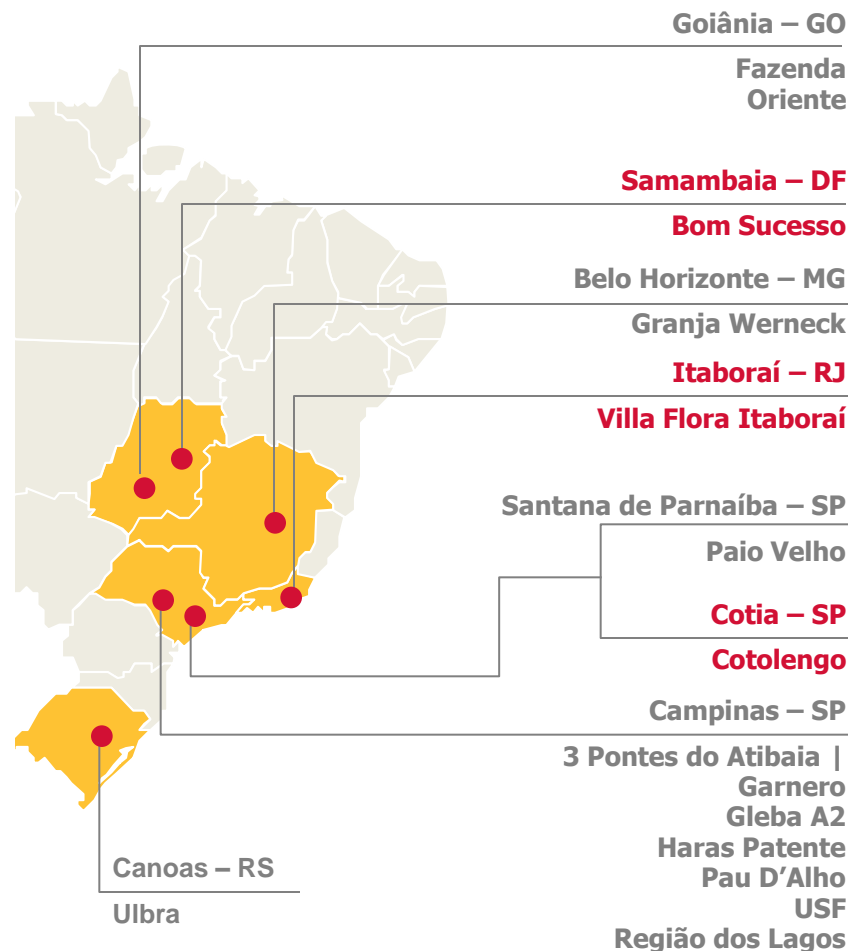 Goiânia – GO
Fazenda
Oriente
Samambaia – DF
Bom Sucesso
Belo Horizonte – MG
Granja Werneck
Itaboraí – RJ
Villa Flora Itaboraí
Santana de Parnaíba – SP
Paio Velho
Cotia – SP
Cotolengo
Campinas – SP
3 Pontes do Atibaia |
Garnero
Gleba A2
Haras Patente
Pau D’Alho
USF
Região dos Lagos
Canoas – RS
Ulbra